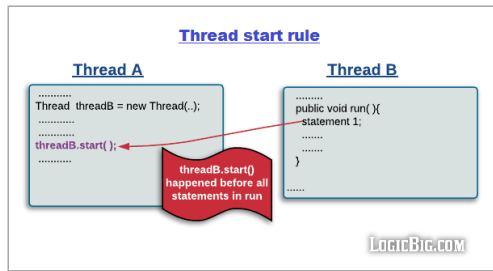 Thread start rule
Thread A
...........
Thread threadB = new Thread(..);
............
............
threadB.start( );
...........
threadB.start()
happened before all
statements in run
Thread B
.........
public void run( ){
statement 1;
.......
.......
}
......
LogicBig.com